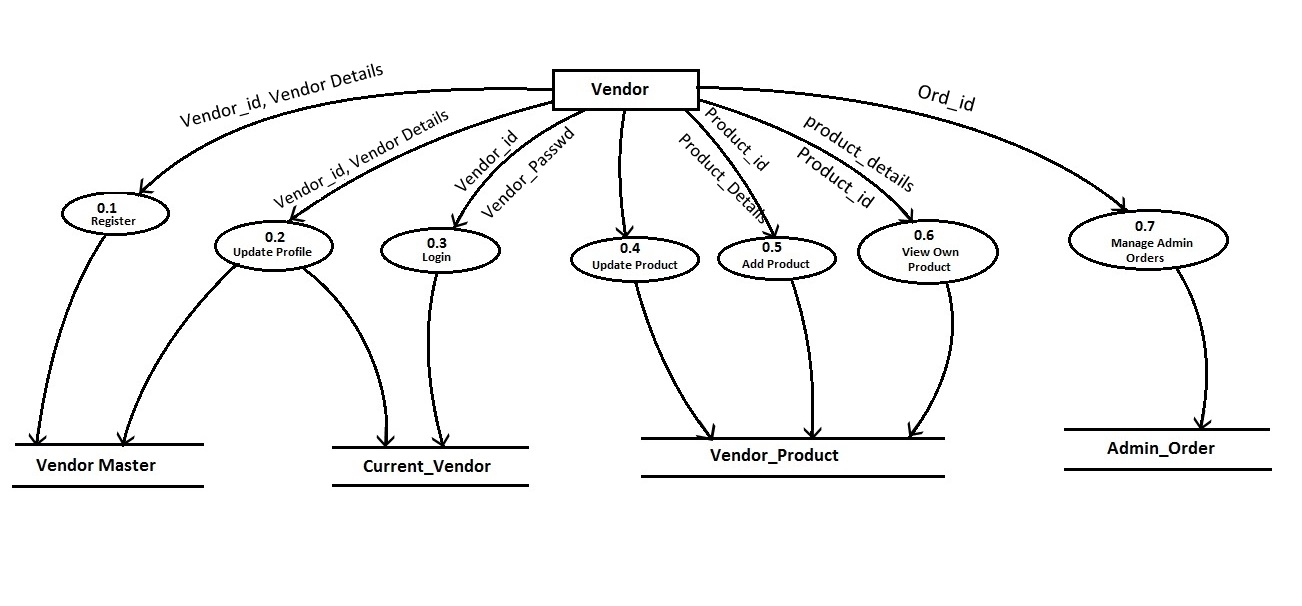 Vendor
Vendor_id, Vendor Details
Vendor_id, Vendor Details
Vendor_id
Vendor_Passwd
Product_id
Product_Details
product_details
Product_id
Ord_id
0.1
Register
0.2
Update Profile
0.3
Login
0.4
Update Product
0.5
Add Product
0.6
View Own
Product
0.7
Manage Admin
Orders
Vendor Master
Current_Vendor
Vendor_Product
Admin_Order